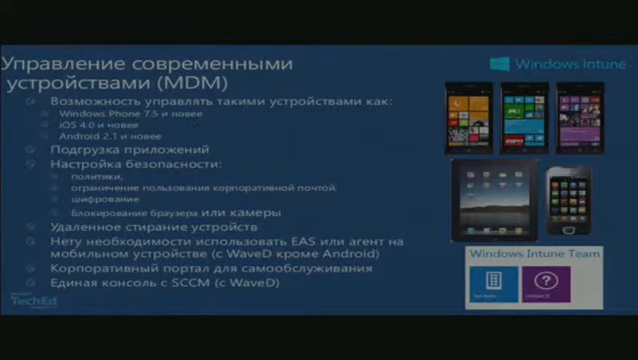 Управление современными
устройствами (MDM)
Windows Intune
Возможность управлять такими устройствами как:
Windows Phone 7.5 и новее
iOS 4.0 и новее
Android 2.1 и новее
Подгрузка приложений
Настройка безопасности:
политики,
ограничение пользования корпоративной почтой,
шифрование
Блокирование браузера или камеры
Удаленное стирание устройств
Нету необходимости использовать EAS или агент на
мобильном устройстве (с WaveD кроме Android)
Корпоративный портал для самообслуживания
Единая консоль с SCCM (с WaveD)
Windows Intune Team
TechEd